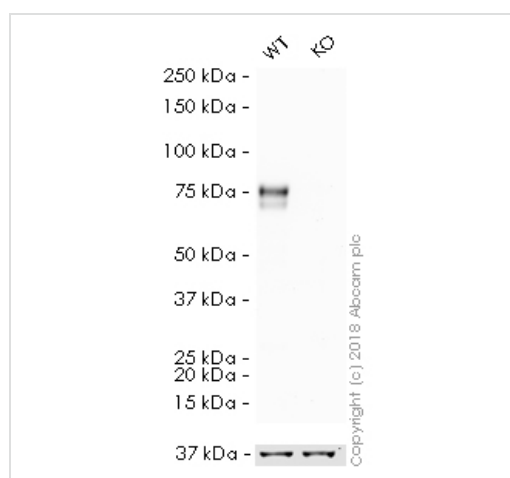 WT KO
250 kDa -
150 kDa -
100 kDa -
75 kDa -
50 kDa -
37 kDa -
25 kDa -
20 kDa -
15 kDa -
37 kDa -
Copyright (c) 2018 Abcam plc